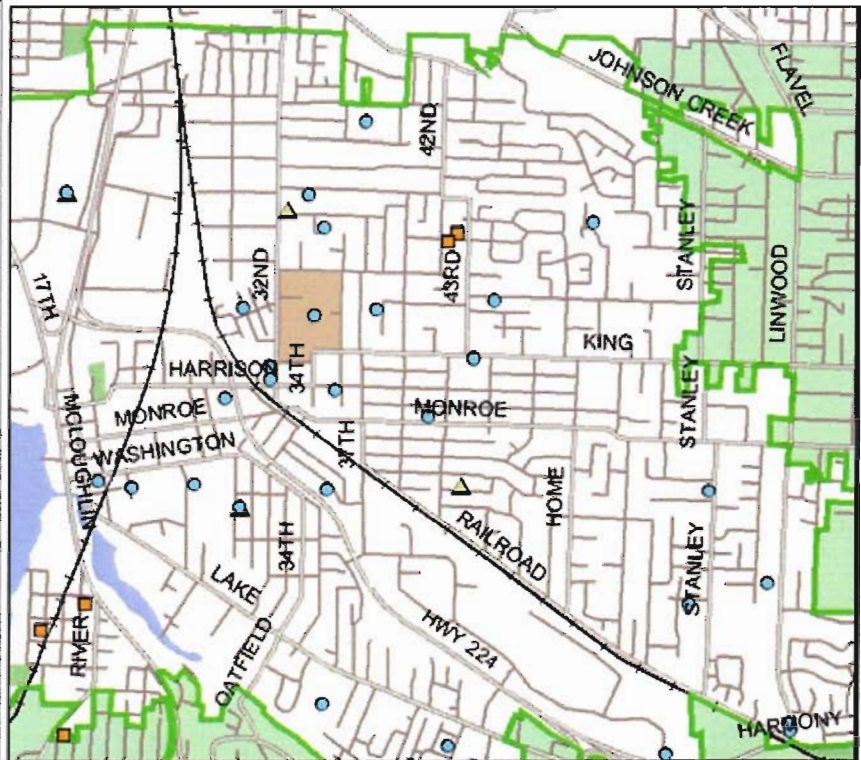 JOHNSON CREEK
FLAVEL
42ND
STANLEY
LINWOOD
32ND
43RD
17TH
KING
HARRISON
34TH
STANLEY
MCLOUGHLIN
MONROE
MONROE
WASHINGTON
37TH
HOME
RAILROAD
34TH
STANLEY
LAKE
RIVER
OATFIELD
HWY 224
HARMONY